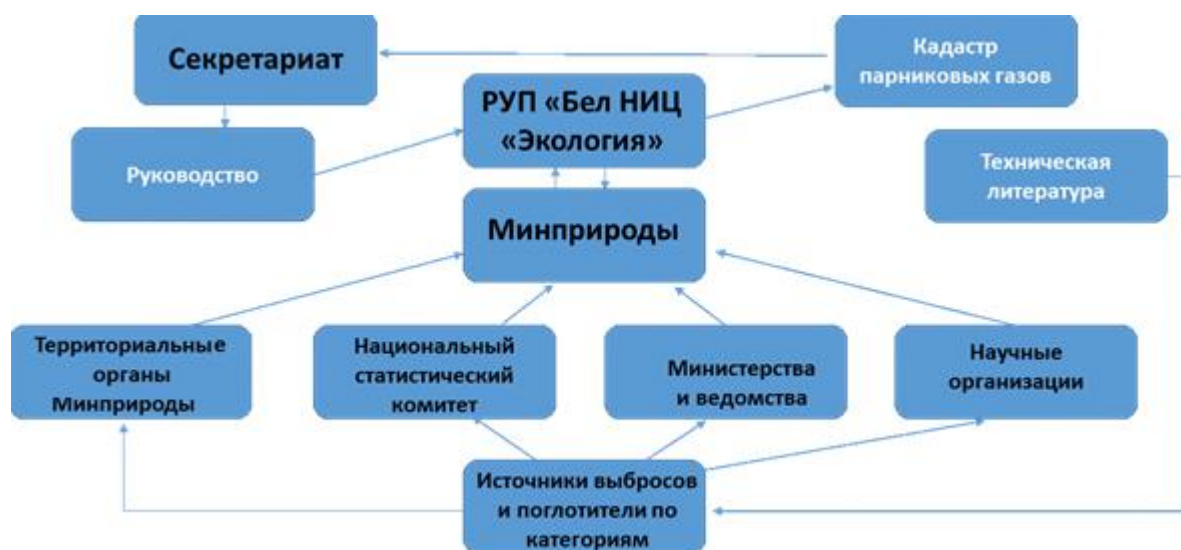 Секретариат
Кадастр
парниковых газов
РУП «Бел НИЦ
«Экология»
Руководство
Техническая
литература
Минприроды
Территориальные
органы
Минприроды
Национальный
статистический
комитет
Министерства
и ведомства
Научные
организации
Источники выбросов
и поглотители по
категориям